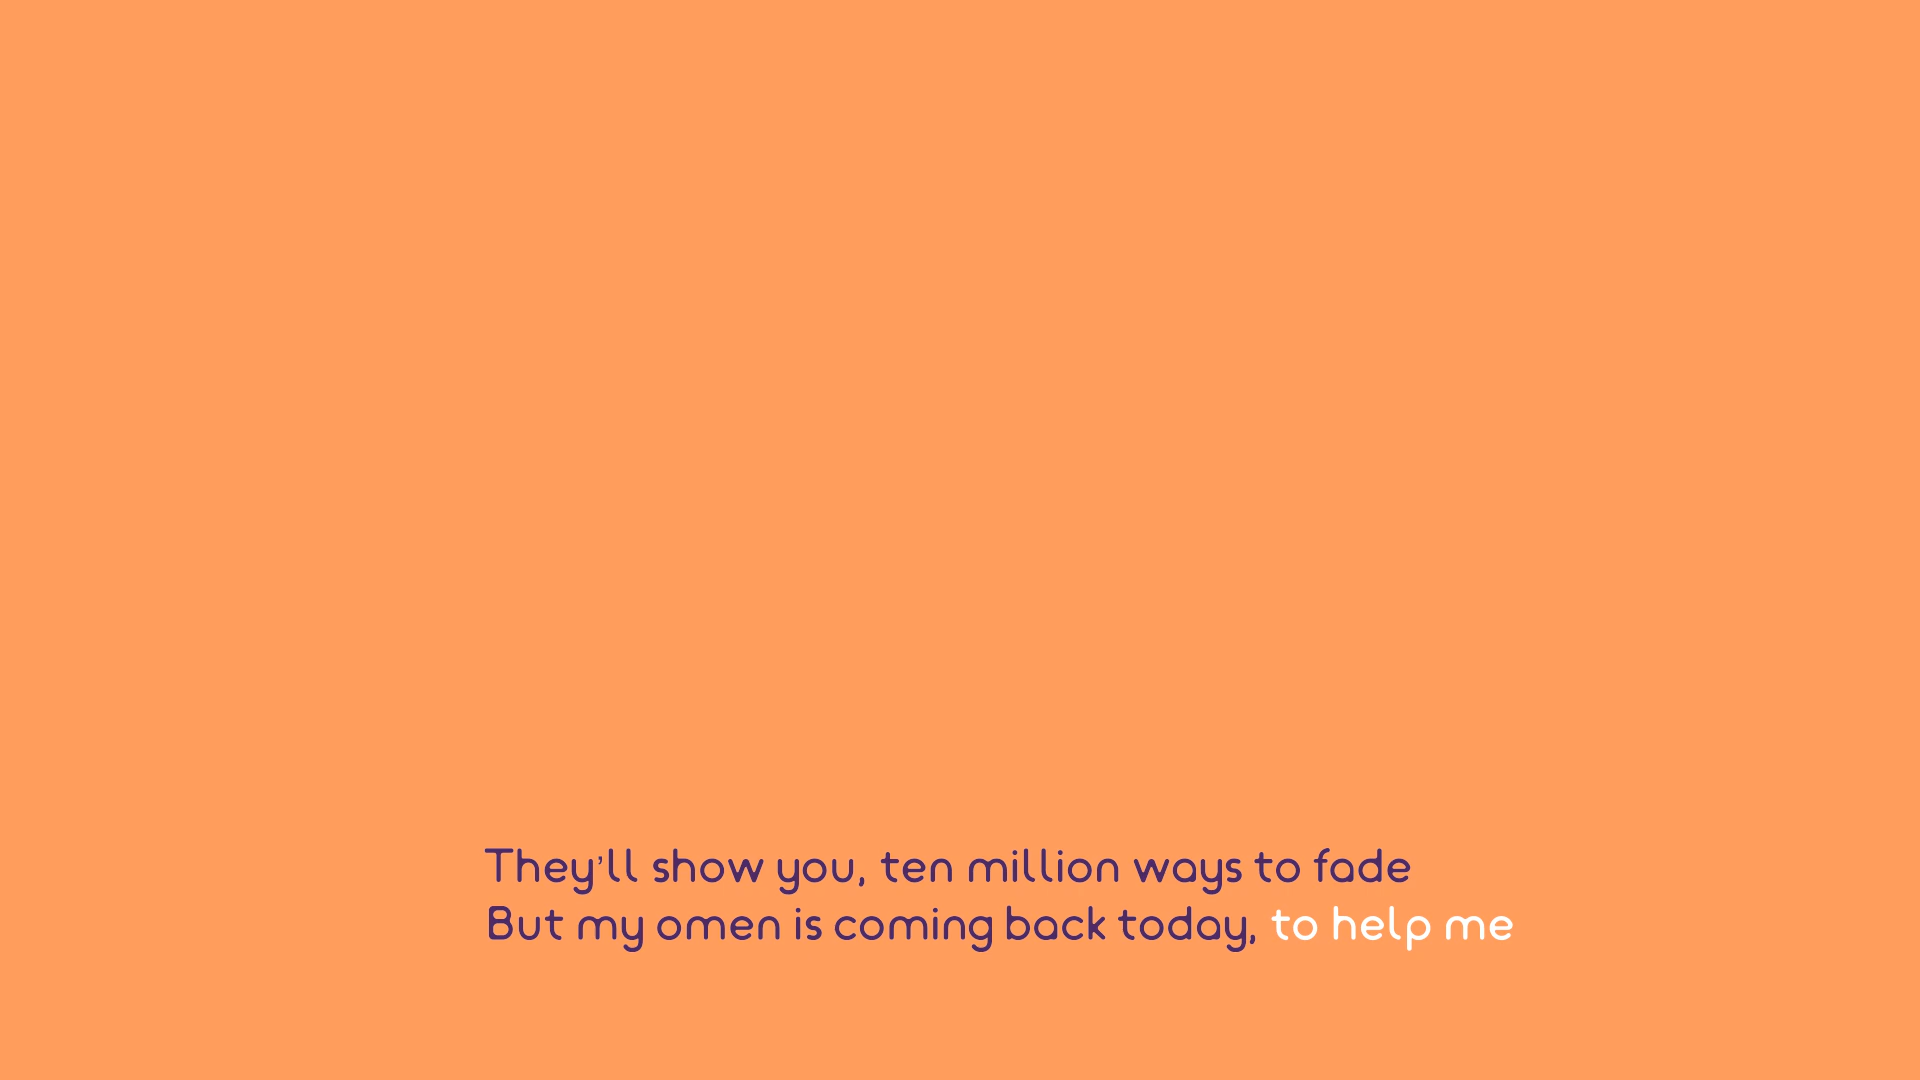 They'll show you, ten million ways to fade
But my omen is coming back today, to help me